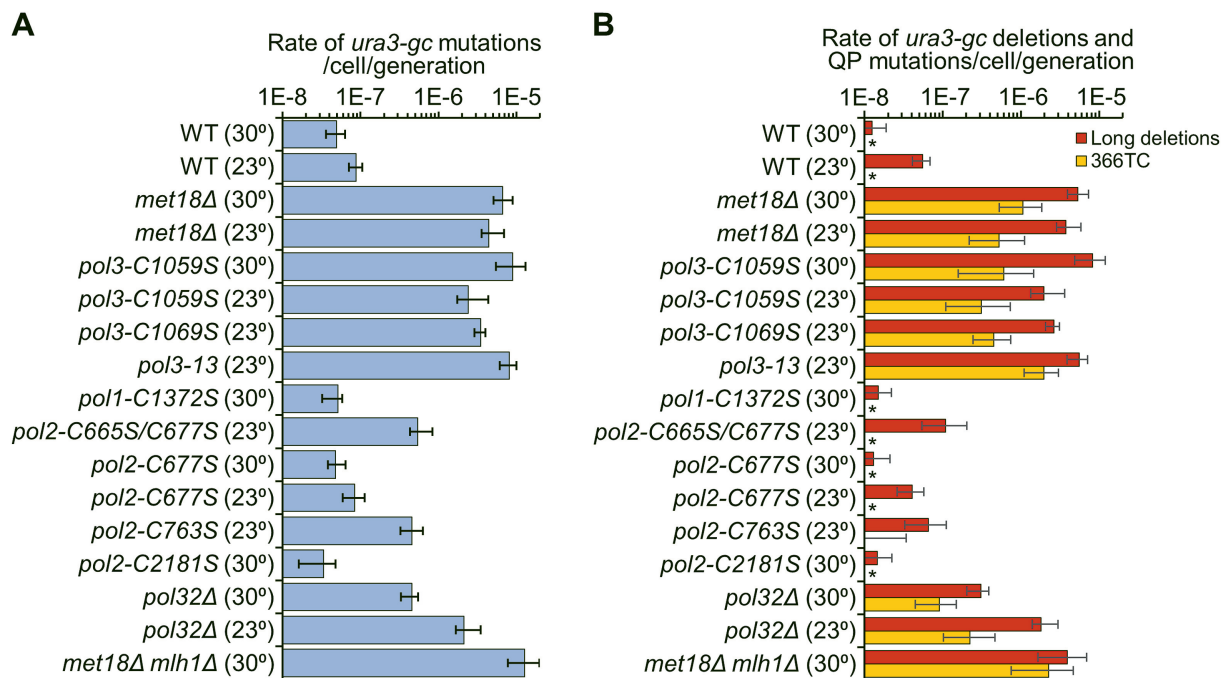 A
Rate of ura3-gc mutations
/cell/generation
1E-8 1E-7 1E-6 1E-5
WT (30º)
WT (23º)
met18Δ (30º)
met18Δ (23º)
pol3-C1059S (30º)
pol3-C1059S (23º)
pol3-C1069S (23º)
pol3-13 (23º)
pol1-C1372S (30º)
pol2-C665S/C677S (23º)
pol2-C677S (30º)
pol2-C677S (23º)
pol2-C763S (23º)
pol2-C2181S (30º)
pol32Δ (30º)
pol32Δ (23º)
met18Δ mlh1Δ (30º)
B
Rate of ura3-gc deletions and
QP mutations/cell/generation
1E-8 1E-7 1E-6 1E-5
Long deletions
366TC
WT (30º)
*
WT (23º)
*
met18Δ (30º)
met18Δ (23º)
pol3-C1059S (30º)
pol3-C1059S (23º)
pol3-C1069S (23º)
pol3-13 (23º)
pol1-C1372S (30º)
*
pol2-C665S/C677S (23º)
*
pol2-C677S (30º)
*
pol2-C677S (23º)
*
pol2-C763S (23º)
pol2-C2181S (30º)
*
pol32Δ (30º)
pol32Δ (23º)
met18Δ mlh1Δ (30º)